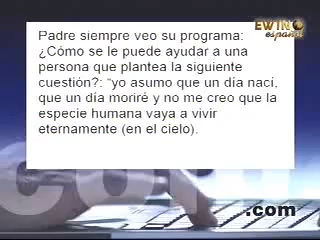 EWTN
español
Padre siempre veo su programa:
¿Cómo se le puede ayudar a una
persona que plantea la siguiente
cuestión?: “yo asumo que un día nací,
que un día moriré y no me creo que la
especie humana vaya a vivir
eternamente (en el cielo).
.com